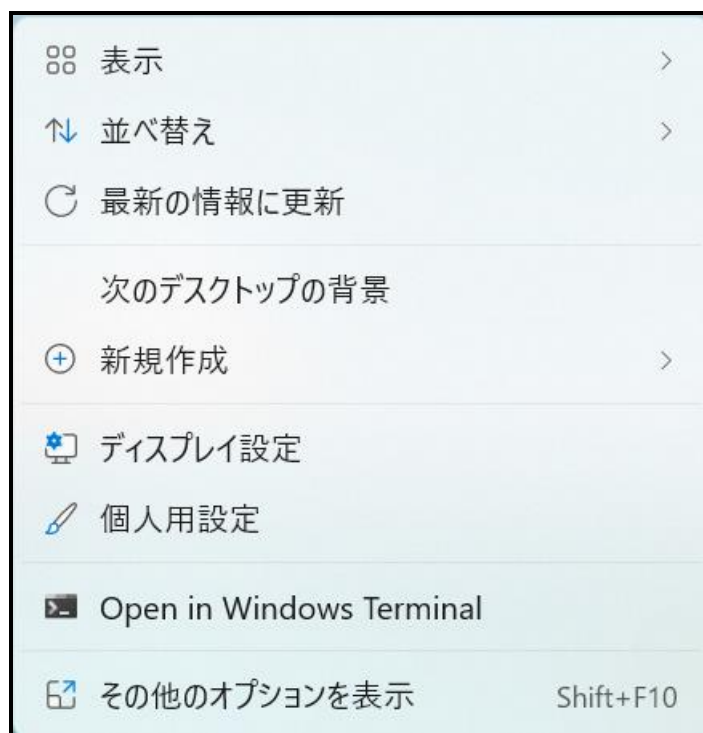 表示
並べ替え
最新の情報に更新
次のデスクトップの背景
新規作成
ディスプレイ設定
個人用設定
Open in Windows Terminal
その他のオプションを表示 Shift+F10